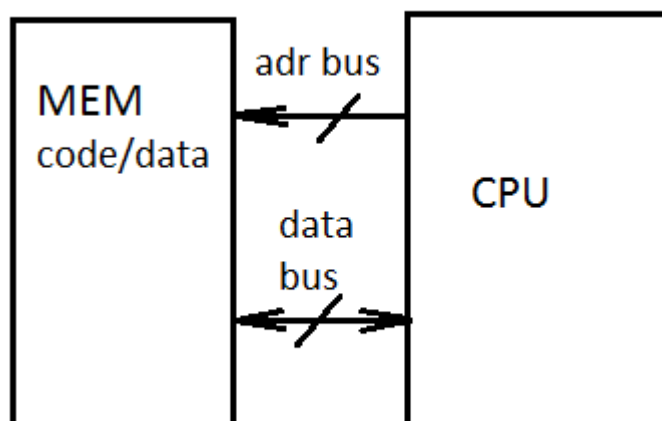 MEM
code/data
adr bus
data
bus
CPU